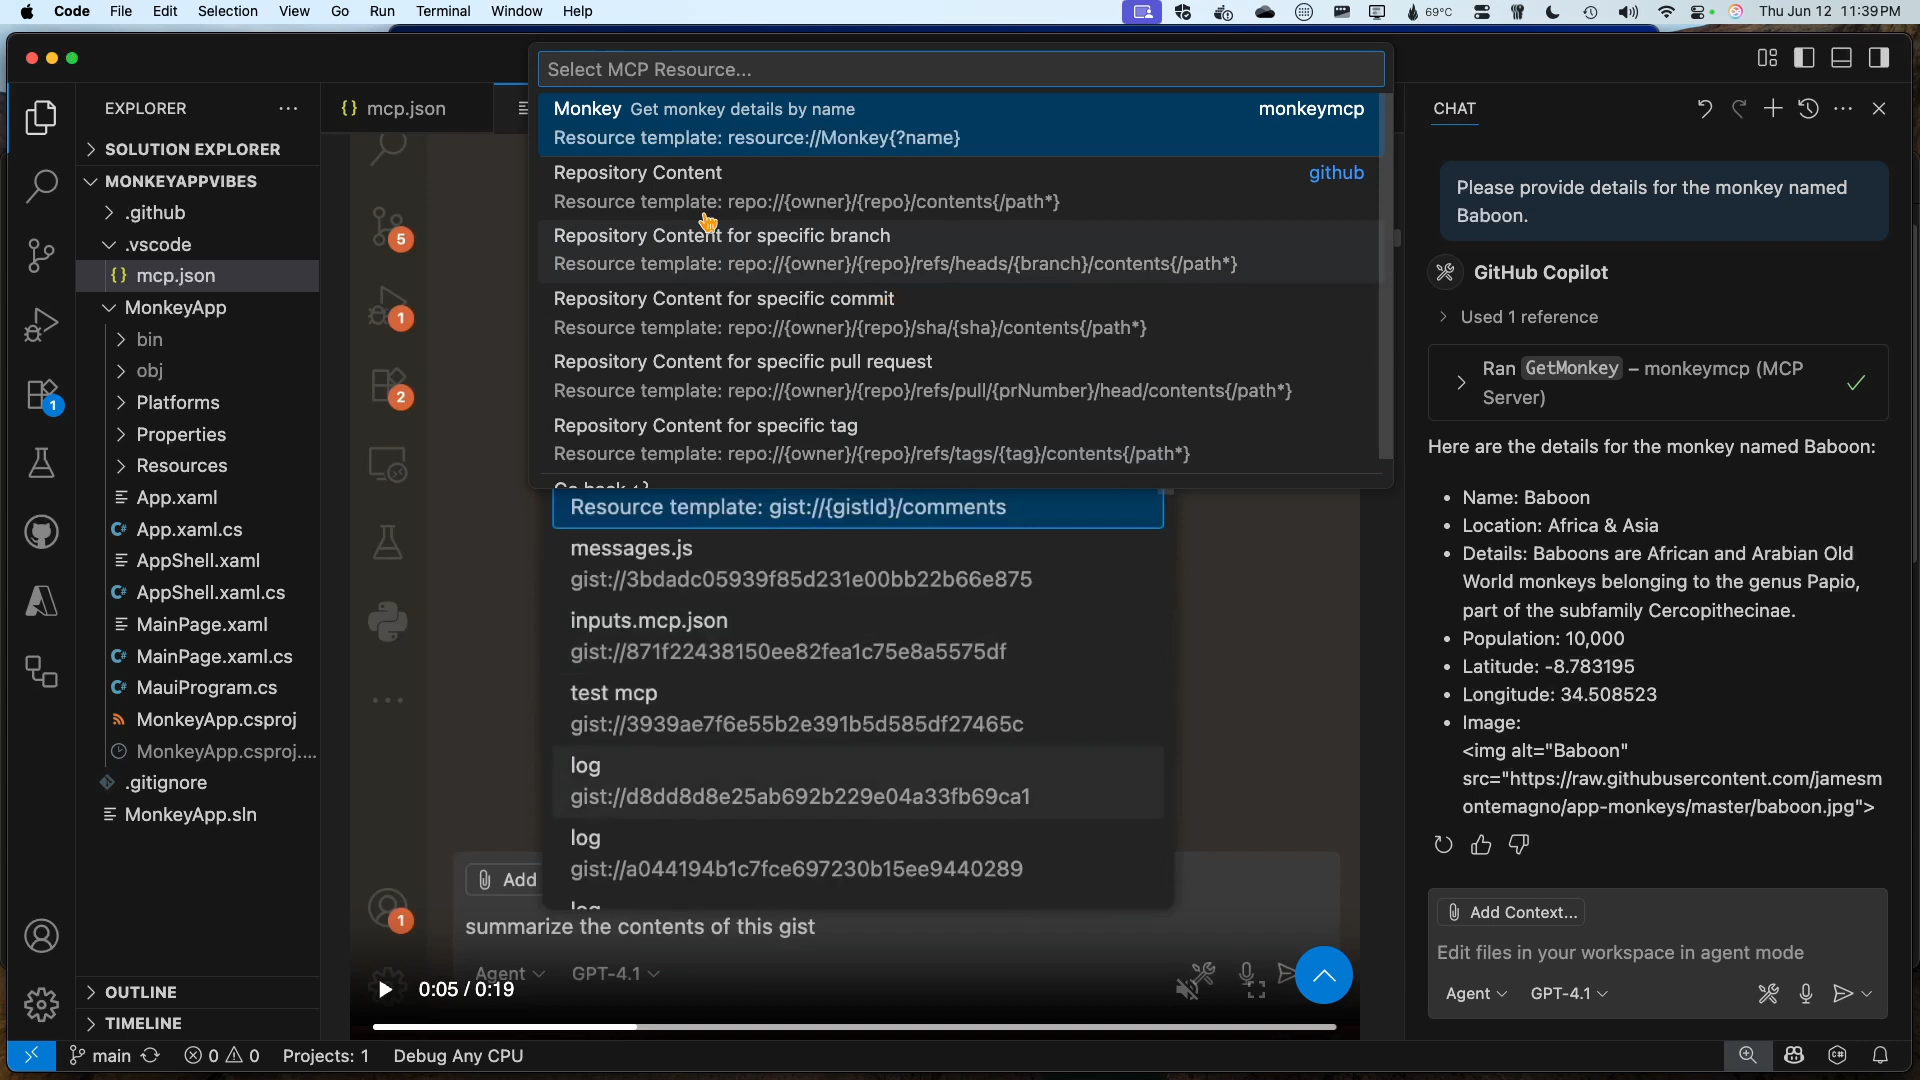 Code File Edit Selection View Go Run Terminal Window Help
69°C Thu Jun 12 11:39 PM
Select MCP Resource...
Monkey Get monkey details by name monkeymcp
Resource template: resource://Monkey{?name}
Repository Content github
Resource template: repo://{owner}/{repo}/contents{/path*}
Repository Content for specific branch
Resource template: repo://{owner}/{repo}/refs/heads/{branch}/contents{/path*}
Repository Content for specific commit
Resource template: repo://{owner}/{repo}/sha/{sha}/contents{/path*}
Repository Content for specific pull request
Resource template: repo://{owner}/{repo}/refs/pull/{prNumber}/head/contents{/path*}
Repository Content for specific tag
Resource template: repo://{owner}/{repo}/refs/tags/{tag}/contents{/path*}
EXPLORER
SOLUTION EXPLORER
MONKEYAPPVIBES
.github
.vscode
{} mcp.json
MonkeyApp
bin
obj
Platforms
Properties
Resources
App.xaml
C# App.xaml.cs
AppShell.xaml
C# AppShell.xaml.cs
MainPage.xaml
C# MainPage.xaml.cs
C# MauiProgram.cs
MonkeyApp.csproj
MonkeyApp.csproj....
.gitignore
MonkeyApp.sln
OUTLINE
TIMELINE
1
{} mcp.json
5
1
2
1
Resource template: gist://{gistId}/comments
messages.js
gist://3bdadc05939f85d231e00bb22b66e875
inputs.mcp.json
gist://871f22438150ee82fea1c75e8a5575df
test mcp
gist://3939ae7f6e55b2e391b5d585df27465c
log
gist://d8dd8d8e25ab692b229e04a33fb69ca1
log
gist://a044194b1c7fce697230b15ee9440289
Add
summarize the contents of this gist
Agent GPT-4.1
0:05 / 0:19
CHAT
Please provide details for the monkey named
Baboon.
GitHub Copilot
Used 1 reference
Ran GetMonkey – monkeymcp (MCP
Server)
Here are the details for the monkey named Baboon:
• Name: Baboon
• Location: Africa & Asia
• Details: Baboons are African and Arabian Old
World monkeys belonging to the genus Papio,
part of the subfamily Cercopithecinae.
• Population: 10,000
• Latitude: -8.783195
• Longitude: 34.508523
• Image:
<img alt="Baboon"
src="https://raw.githubusercontent.com/jamesm
ontemagno/app-monkeys/master/baboon.jpg">
Add Context...
Edit files in your workspace in agent mode
Agent GPT-4.1
main 0 0 Projects: 1 Debug Any CPU